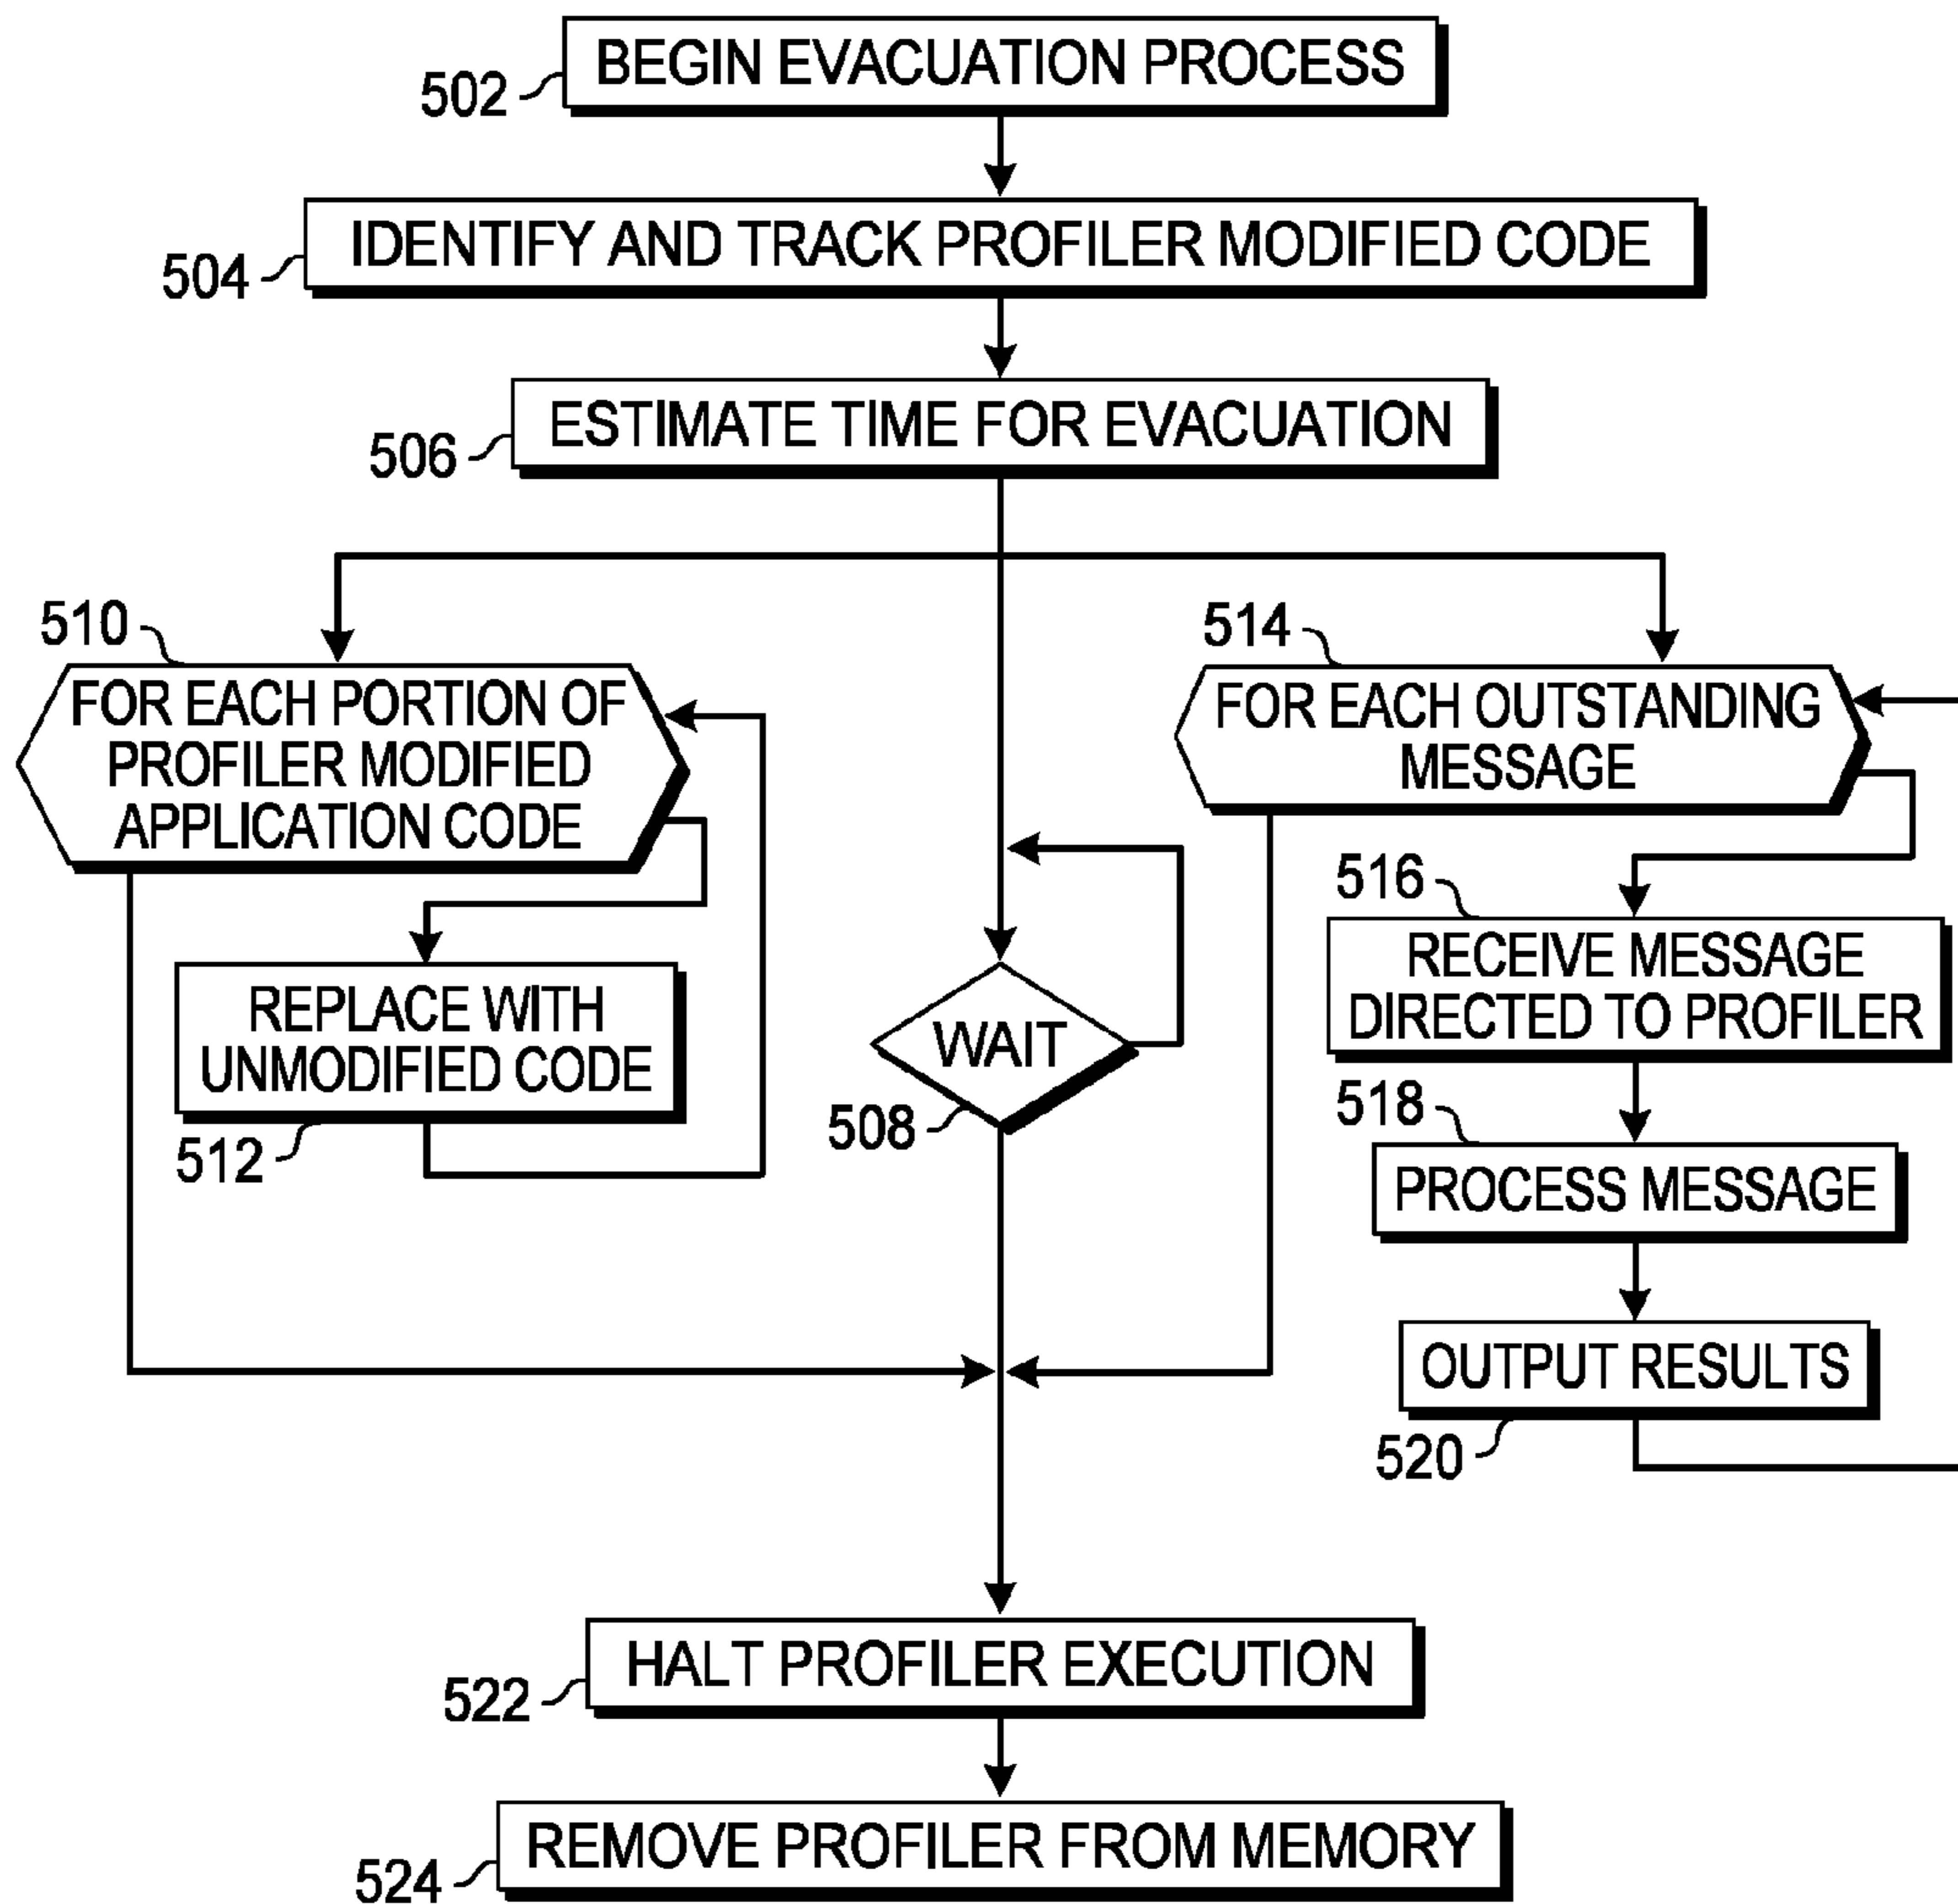 BEGIN EVACUATION PROCESS
502
IDENTIFY AND TRACK PROFILER MODIFIED CODE
504
ESTIMATE TIME FOR EVACUATION
506
510
FOR EACH PORTION OF
PROFILER MODIFIED
APPLICATION CODE
REPLACE WITH
UNMODIFIED CODE
512
WAIT
508
514
FOR EACH OUTSTANDING
MESSAGE
516
RECEIVE MESSAGE
DIRECTED TO PROFILER
518
PROCESS MESSAGE
OUTPUT RESULTS
520
HALT PROFILER EXECUTION
522
REMOVE PROFILER FROM MEMORY
524